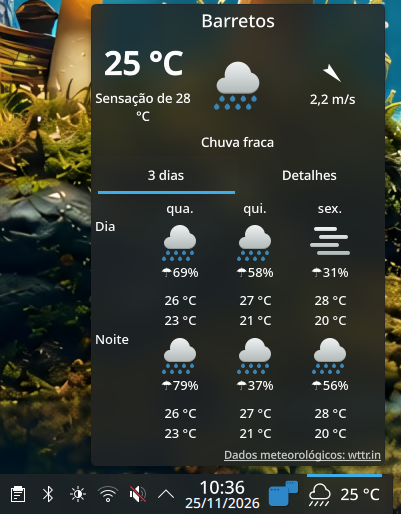 Barretos
25 °C
Sensação de 28
°C
2,2 m/s
Chuva fraca
3 dias Detalhes
qua. qui. sex.
Dia
☂69% ☂58% ☂31%
26 °C 27 °C 28 °C
23 °C 21 °C 20 °C
Noite
☂79% ☂37% ☂56%
26 °C 27 °C 28 °C
23 °C 21 °C 20 °C
Dados meteorológicos: wttr.in
10:36
25/11/2026
25 °C